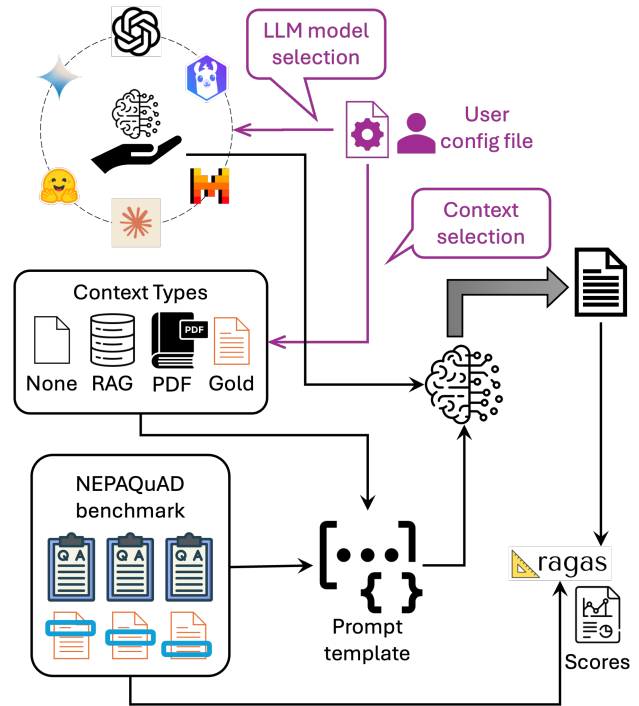 LLM model
selection
User
config file
Context
selection
Context Types
PDF
None
RAG
PDF
Gold
NEPAQuAD
benchmark
Q A
Q A
Q A
Prompt
template
ragas
Scores